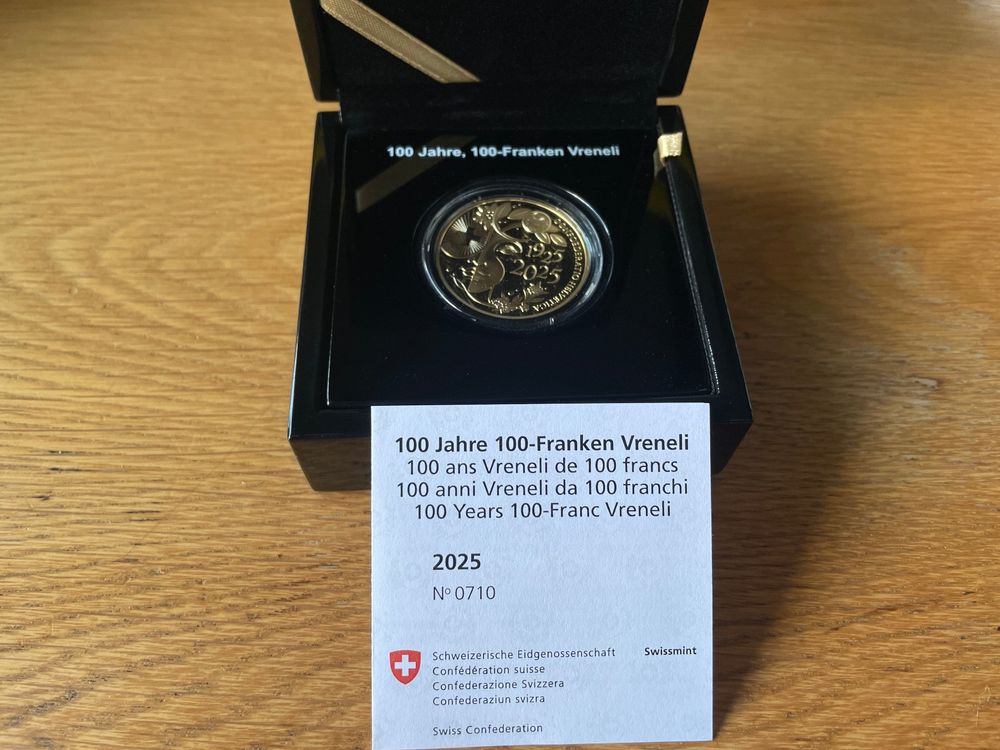 100 Jahre, 100-Franken Vreneli
CONFOEDERATIO HELVETICA
1925
2025
100 Jahre 100-Franken Vreneli
100 ans Vreneli de 100 francs
100 anni Vreneli da 100 franchi
100 Years 100-Franc Vreneli
2025
Nº 0710
Schweizerische Eidgenossenschaft
Swissmint
Confédération suisse
Confederazione Svizzera
Confederaziun svizra
Swiss Confederation